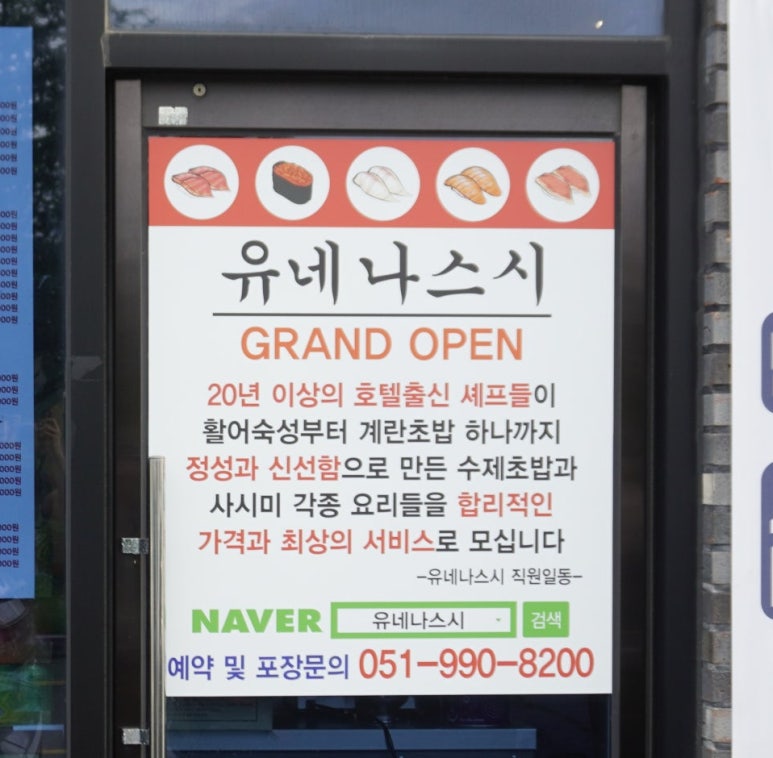 유네나스시
GRAND OPEN
20년 이상의 호텔출신 셰프들이
활어숙성부터 계란초밥 하나까지
정성과 신선함으로 만든 수제초밥과
사시미 각종 요리들을 합리적인
가격과 최상의 서비스로 모십니다
-유네나스시 직원일동-
NAVER 유네나스시 검색
예약 및 포장문의 051-990-8200